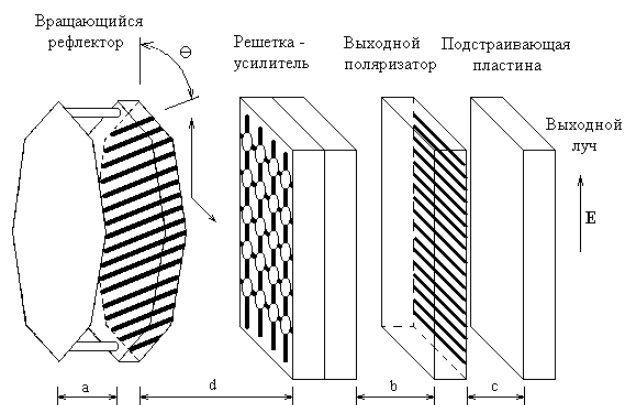 Вращающийся
рефлектор
Θ
Решетка -
усилитель
Выходной
поляризатор
Подстраивающая
пластина
Выходной
луч
E
a
d
b
c